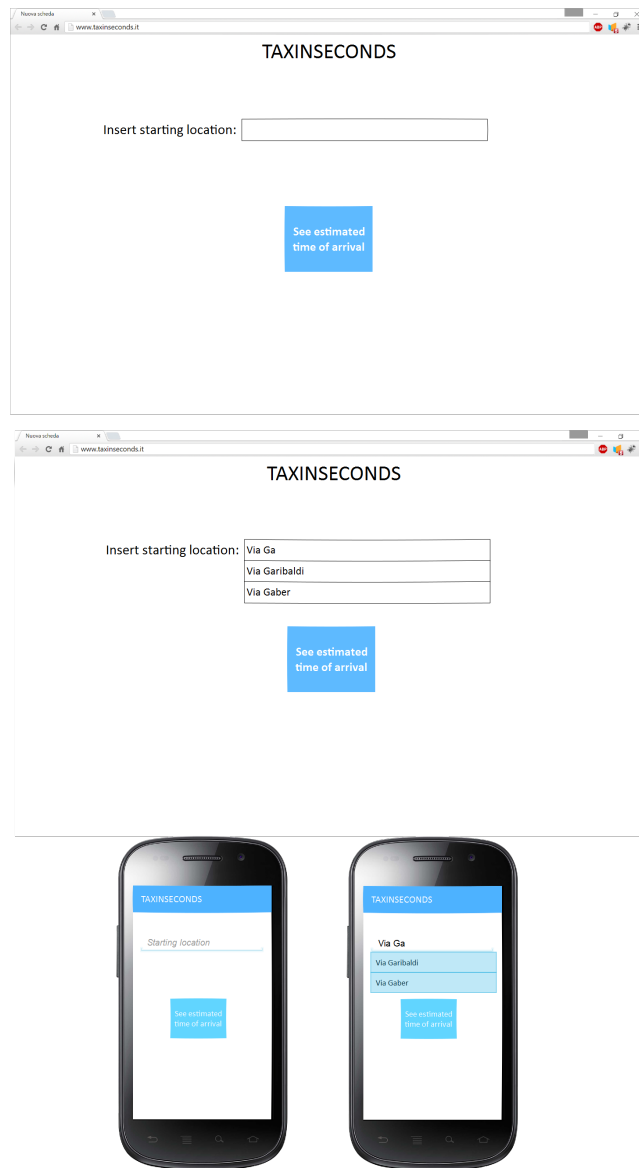 Nuova scheda
www.taxinseconds.it
ABP
TAXINSECONDS
Insert starting location:
See estimated
time of arrival
Nuova scheda
www.taxinseconds.it
ABP
TAXINSECONDS
Insert starting location: Via Ga
Via Garibaldi
Via Gaber
See estimated
time of arrival
TAXINSECONDS
Starting location
See estimated
time of arrival
TAXINSECONDS
Via Ga
Via Garibaldi
Via Gaber
See estimated
time of arrival